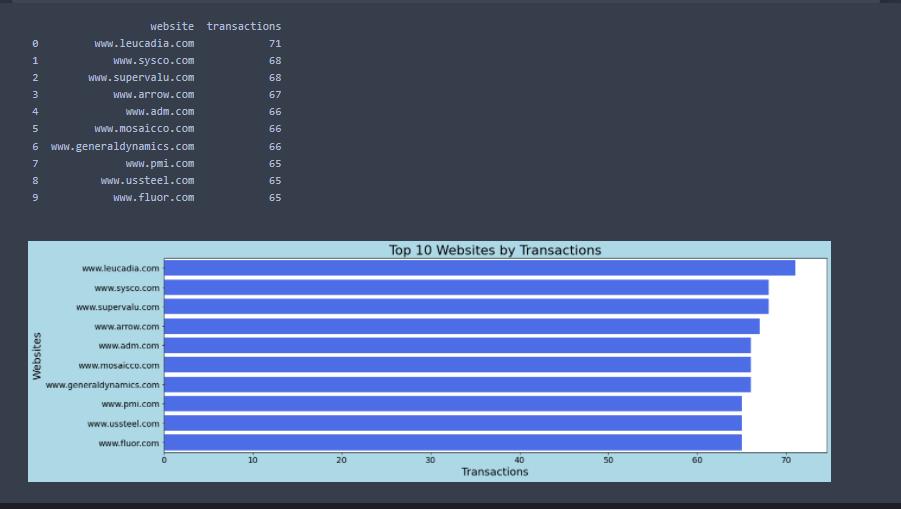 website transactions
0 www.leucadia.com 71
1 www.sysco.com 68
2 www.supervalu.com 68
3 www.arrow.com 67
4 www.adm.com 66
5 www.mosaicco.com 66
6 www.generaldynamics.com 66
7 www.pmi.com 65
8 www.ussteel.com 65
9 www.fluor.com 65
Top 10 Websites by Transactions
Websites
www.leucadia.com
www.sysco.com
www.supervalu.com
www.arrow.com
www.adm.com
www.mosaicco.com
www.generaldynamics.com
www.pmi.com
www.ussteel.com
www.fluor.com
0 10 20 30 40 50 60 70
Transactions